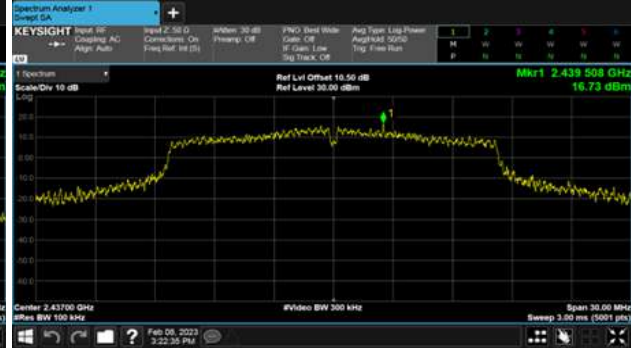 Spectrum Analyzer 1
Swept SA
+
KEYSIGHT Input: RF Input Z: 50 Ω #Atten: 30 dB PNO: Best Wide Avg Type: Log-Power 1 2 3 4 5 6
Coupling: AC Corrections: On Preamp: Off Gate: Off Avg|Hold: 50/50 M W W W W W
Align: Auto Freq Ref: Int (S) IF Gain: Low Trig: Free Run P N N N N N
Sig Track: Off
LXI
1 Spectrum Ref Lvl Offset 10.50 dB Mkr1 2.439 508 GHz
Scale/Div 10 dB Ref Level 30.00 dBm 16.73 dBm
Log
20.0
1
10.0
0.00
-10.0
-20.0
-30.0
-40.0
-50.0
-60.0
Center 2.43700 GHz #Video BW 300 kHz Span 30.00 MHz
#Res BW 100 kHz Sweep 3.00 ms (5001 pts)
? Feb 08, 2023
3:22:35 PM